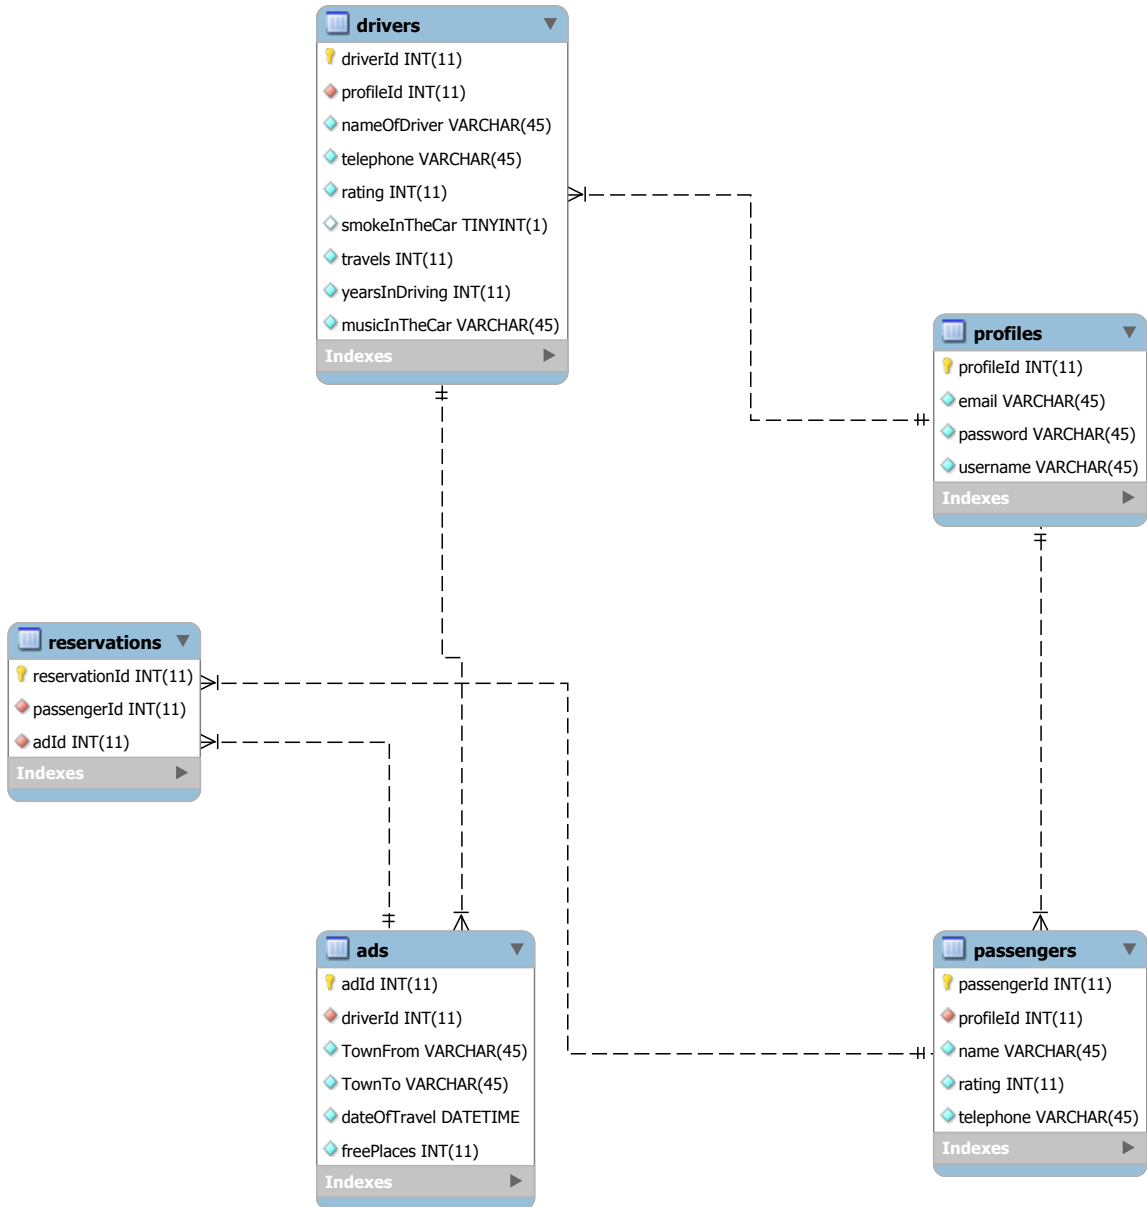 drivers
driverId INT(11)
profileId INT(11)
nameOfDriver VARCHAR(45)
telephone VARCHAR(45)
rating INT(11)
smokeInTheCar TINYINT(1)
travels INT(11)
yearsInDriving INT(11)
musicInTheCar VARCHAR(45)
Indexes
profiles
profileId INT(11)
email VARCHAR(45)
password VARCHAR(45)
username VARCHAR(45)
Indexes
reservations
reservationId INT(11)
passengerId INT(11)
adId INT(11)
Indexes
ads
adId INT(11)
driverId INT(11)
TownFrom VARCHAR(45)
TownTo VARCHAR(45)
dateOfTravel DATETIME
freePlaces INT(11)
Indexes
passengers
passengerId INT(11)
profileId INT(11)
name VARCHAR(45)
rating INT(11)
telephone VARCHAR(45)
Indexes